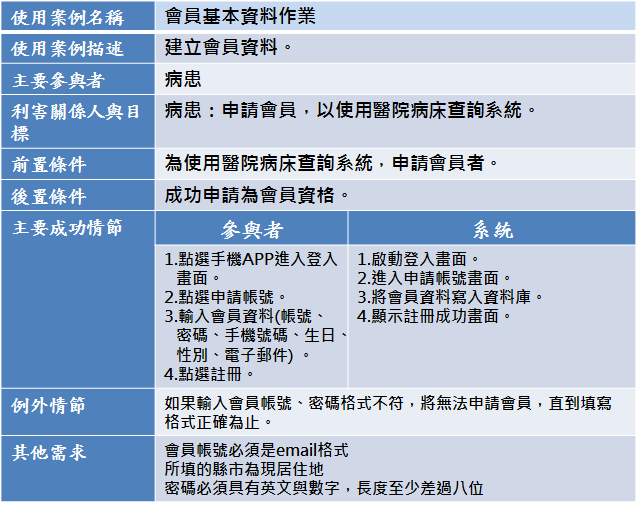 使用案例名稱 會員基本資料作業
使用案例描述 建立會員資料。
主要參與者 病患
利害關係人與目標 病患：申請會員，以使用醫院病床查詢系統。
前置條件 為使用醫院病床查詢系統，申請會員者。
後置條件 成功申請為會員資格。
主要成功情節 參與者 系統
1.點選手機APP進入登入
畫面。
2.點選申請帳號。
3.輸入會員資料(帳號、
密碼、手機號碼、生日、
性別、電子郵件) 。
4.點選註冊。
1.啟動登入畫面。
2.進入申請帳號畫面。
3.將會員資料寫入資料庫。
4.顯示註冊成功畫面。
例外情節 如果輸入會員帳號、密碼格式不符，將無法申請會員，直到填寫
格式正確為止。
其他需求 會員帳號必須是email格式
所填的縣市為現居住地
密碼必須具有英文與數字，長度至少差過八位